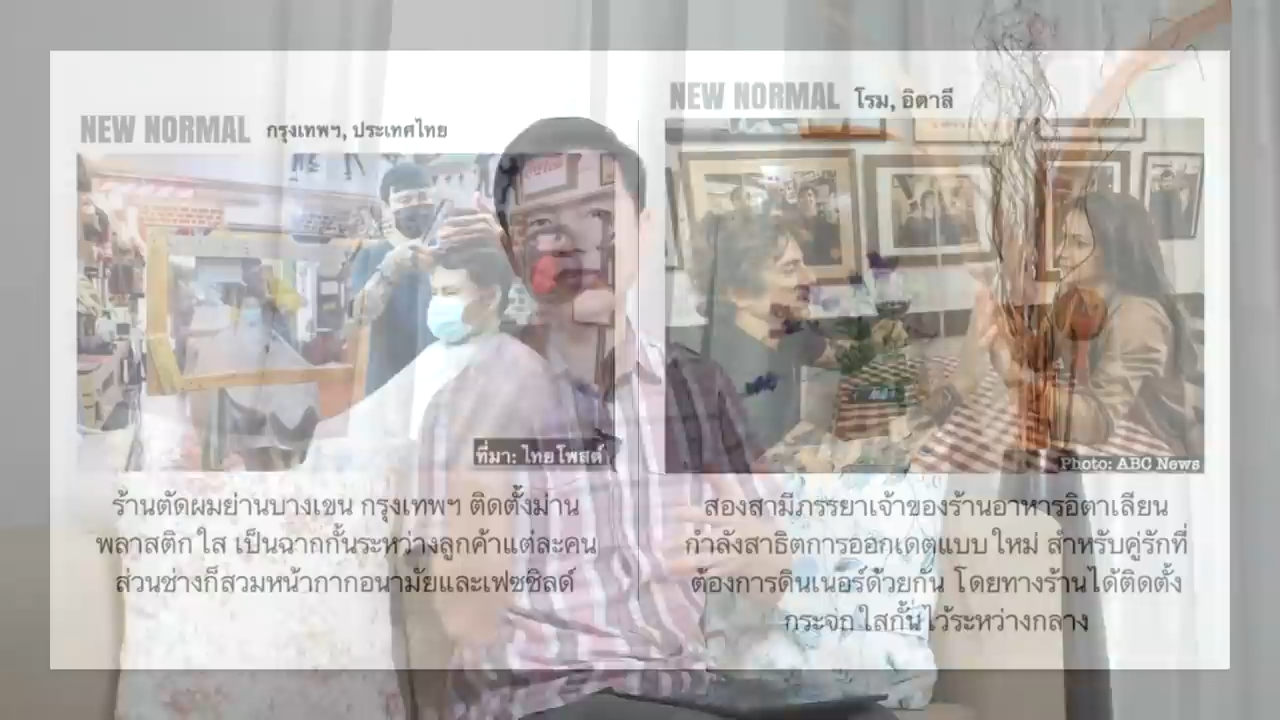 NEW NORMAL กรุงเทพฯ, ประเทศไทย
ที่มา: ไทยโพสต์
ร้านตัดผมย่านบางเขน กรุงเทพฯ ติดตั้งม่าน
พลาสติกใส เป็นฉากกั้นระหว่างลูกค้าแต่ละคน
ส่วนช่างก็สวมหน้ากากอนามัยและเฟซชิลด์
NEW NORMAL โรม, อิตาลี
Photo: ABC News
สองสามีภรรยาเจ้าของร้านอาหารอิตาเลียน
กำลังสาธิตการออกเดตแบบใหม่ สำหรับคู่รักที่
ต้องการดินเนอร์ด้วยกัน โดยทางร้านได้ติดตั้ง
กระจกใสกั้นไว้ระหว่างกลาง